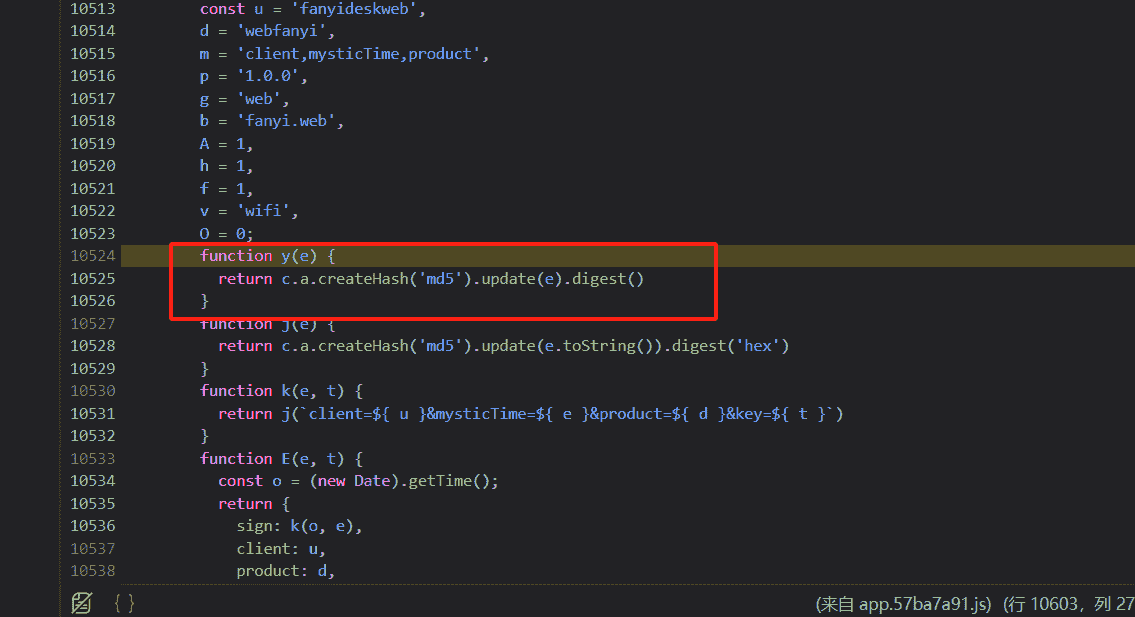 10513 const u = 'fanyideskweb',
10514 d = 'webfanyi',
10515 m = 'client,mysticTime,product',
10516 p = '1.0.0',
10517 g = 'web',
10518 b = 'fanyi.web',
10519 A = 1,
10520 h = 1,
10521 f = 1,
10522 v = 'wifi',
10523 O = 0;
10524 function y(e) {
10525 return c.a.createHash('md5').update(e).digest()
10526 }
10527 function j(e) {
10528 return c.a.createHash('md5').update(e.toString()).digest('hex')
10529 }
10530 function k(e, t) {
10531 return j(`client=${ u }&mysticTime=${ e }&product=${ d }&key=${ t }`)
10532 }
10533 function E(e, t) {
10534 const o = (new Date).getTime();
10535 return {
10536 sign: k(o, e),
10537 client: u,
10538 product: d,
{ } (来自 app.57ba7a91.js) (行 10603，列 27